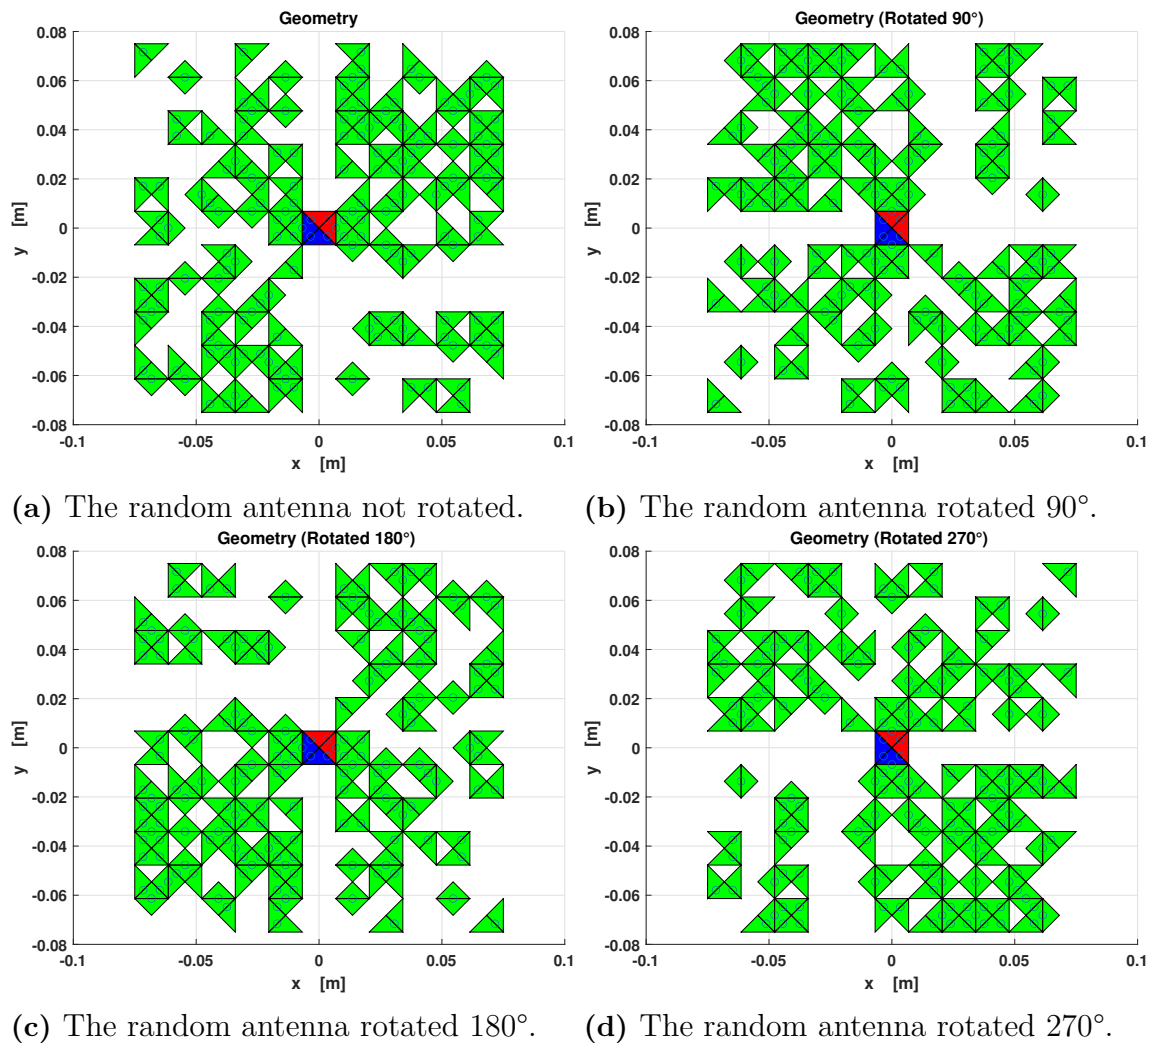 Geometry
0.08
0.06
0.04
0.02
0
-0.02
-0.04
-0.06
-0.08
y [m]
-0.1 -0.05 0 0.05 0.1
x [m]
Geometry (Rotated 90°)
0.08
0.06
0.04
0.02
0
-0.02
-0.04
-0.06
-0.08
y [m]
-0.1 -0.05 0 0.05 0.1
x [m]
(a) The random antenna not rotated.
(b) The random antenna rotated 90°.
Geometry (Rotated 180°)
0.08
0.06
0.04
0.02
0
-0.02
-0.04
-0.06
-0.08
y [m]
-0.1 -0.05 0 0.05 0.1
x [m]
Geometry (Rotated 270°)
0.08
0.06
0.04
0.02
0
-0.02
-0.04
-0.06
-0.08
y [m]
-0.1 -0.05 0 0.05 0.1
x [m]
(c) The random antenna rotated 180°.
(d) The random antenna rotated 270°.